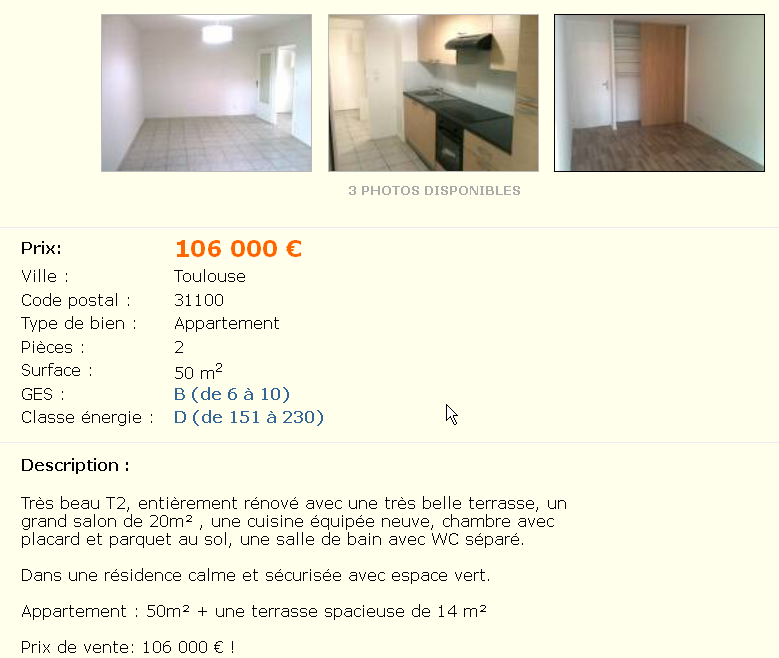 3 PHOTOS DISPONIBLES
Prix: 106 000 €
Ville : Toulouse
Code postal : 31100
Type de bien : Appartement
Pièces : 2
Surface : 50 m²
GES : B (de 6 à 10)
Classe énergie : D (de 151 à 230)
Description :
Très beau T2, entièrement rénové avec une très belle terrasse, un
grand salon de 20m² , une cuisine équipée neuve, chambre avec
placard et parquet au sol, une salle de bain avec WC séparé.
Dans une résidence calme et sécurisée avec espace vert.
Appartement : 50m² + une terrasse spacieuse de 14 m²
Prix de vente: 106 000 € !